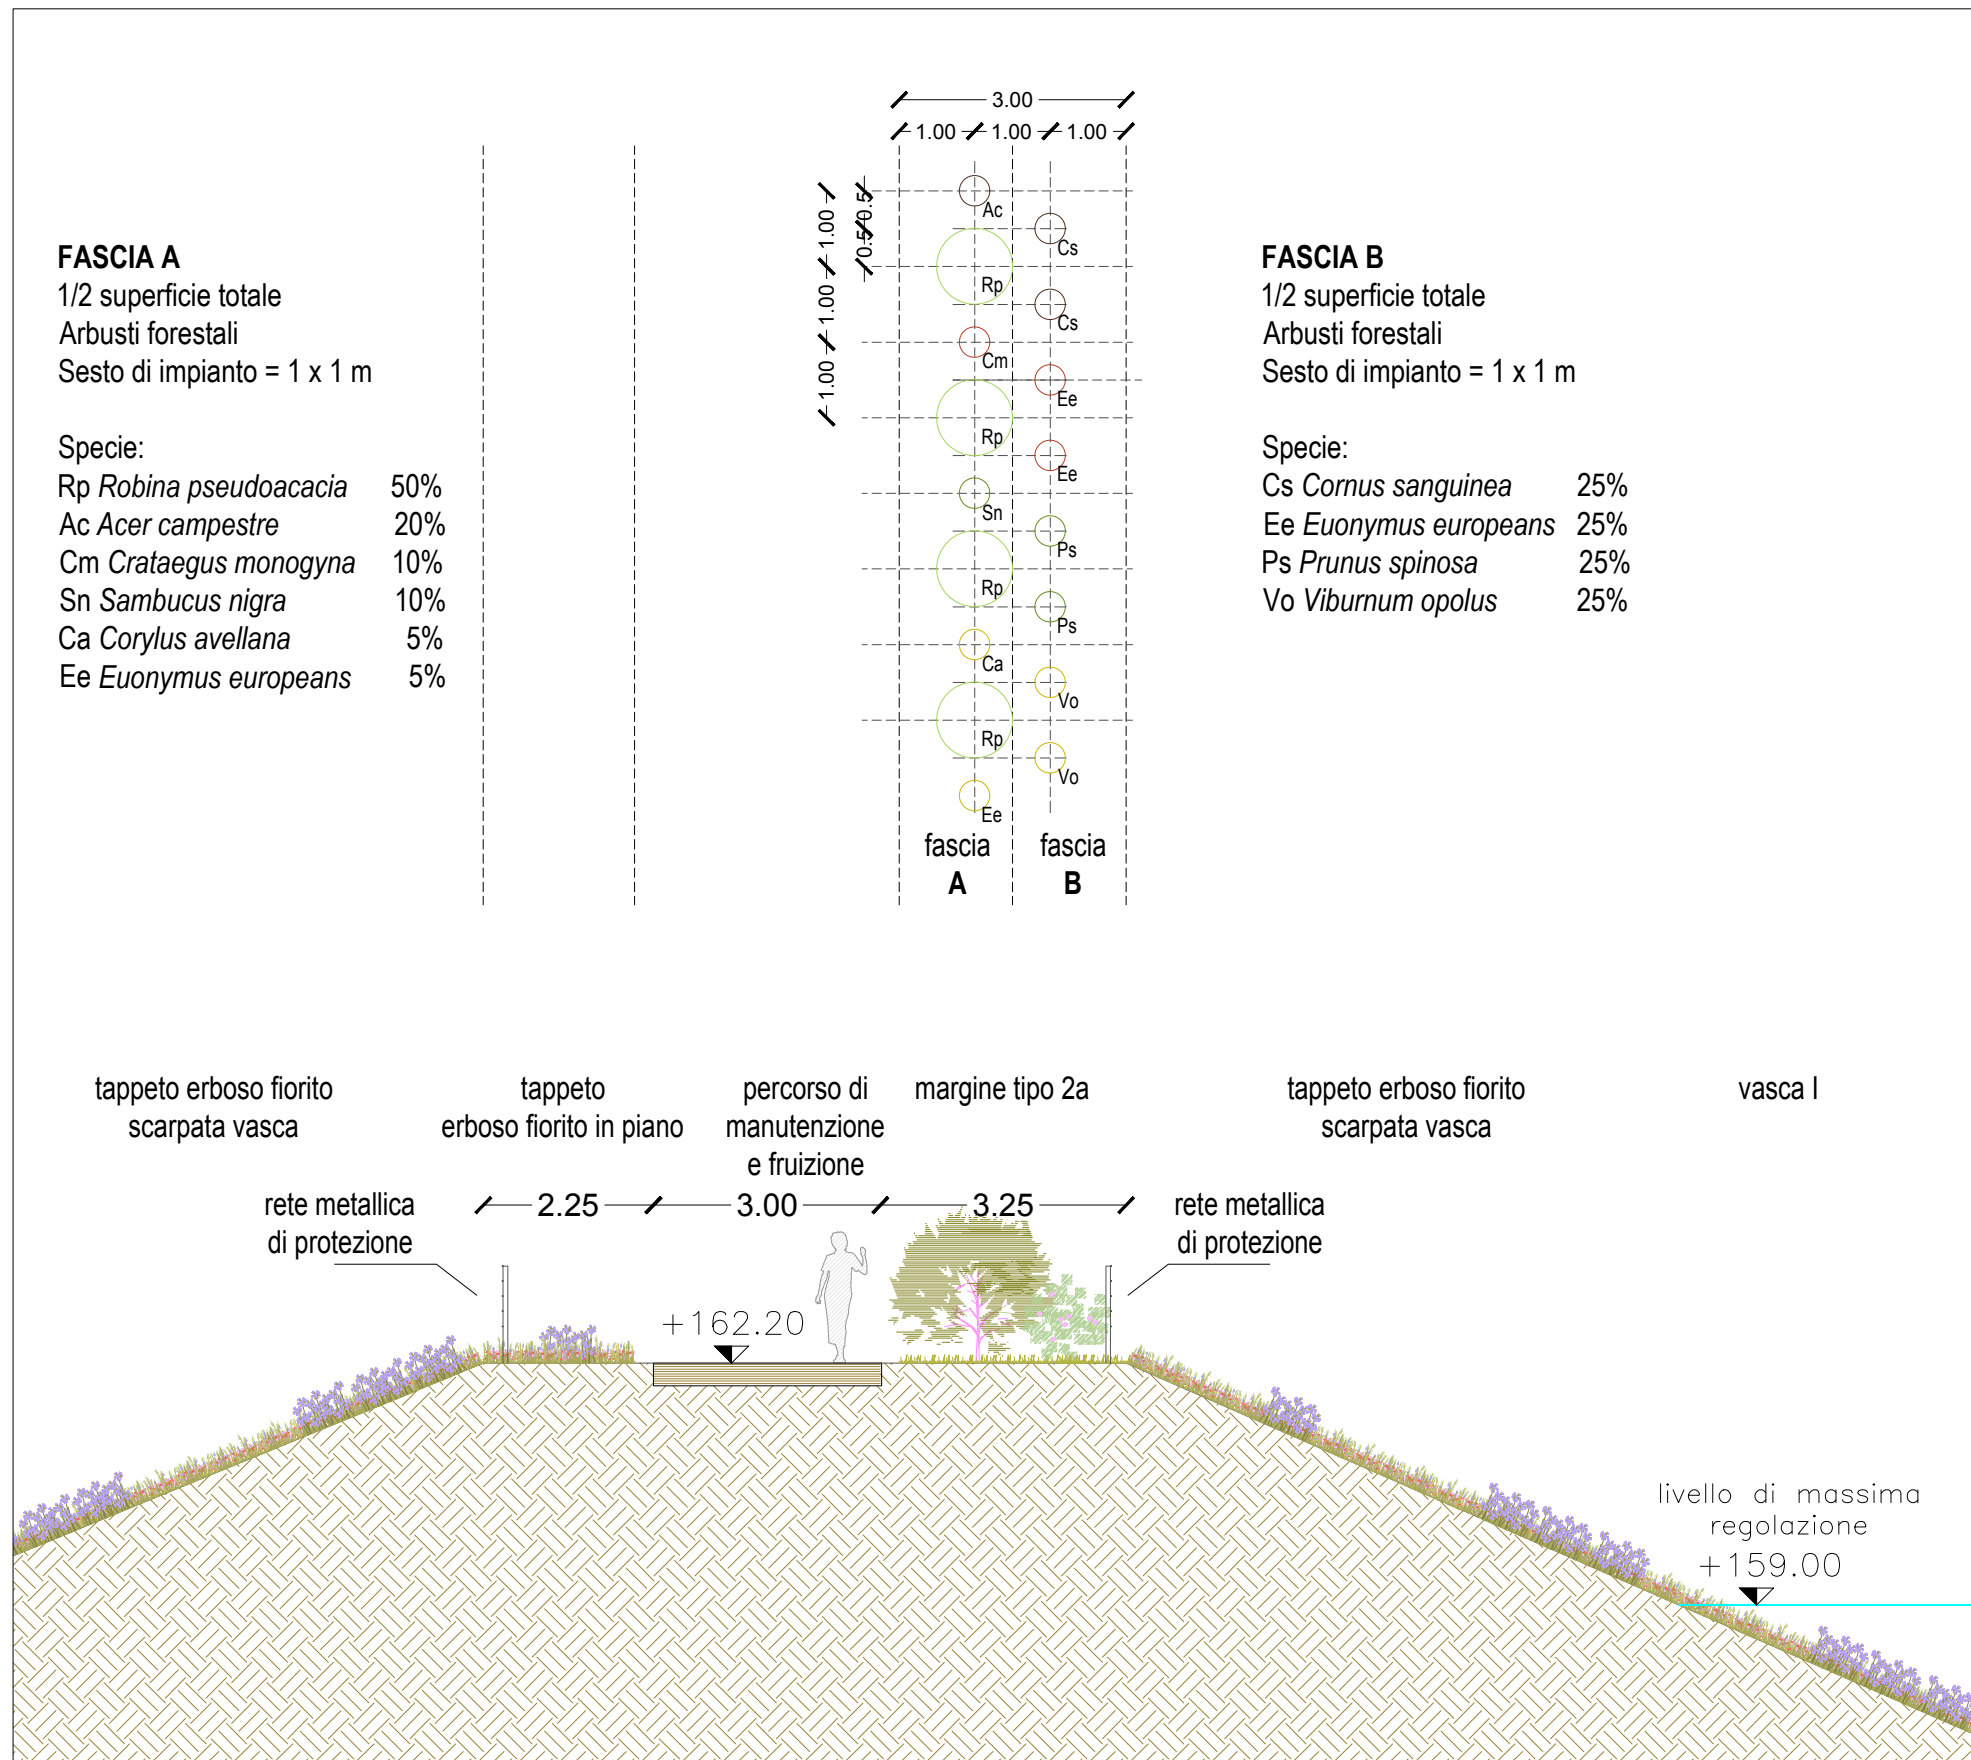 3.00
1.00 1.00 1.00
FASCIA A
1/2 superficie totale
Arbusti forestali
Sesto di impianto = 1 x 1 m
Specie:
Rp Robina pseudoacacia 50%
Ac Acer campestre 20%
Cm Crataegus monogyna 10%
Sn Sambucus nigra 10%
Ca Corylus avellana 5%
Ee Euonymus europeans 5%
1.00
1.00
1.00
0.5
0.5
Ac
Rp
Cm
Rp
Sn
Rp
Ca
Rp
Ee
fascia
A
Cs
Cs
Ee
Ee
Ps
Ps
Vo
Vo
fascia
B
FASCIA B
1/2 superficie totale
Arbusti forestali
Sesto di impianto = 1 x 1 m
Specie:
Cs Cornus sanguinea 25%
Ee Euonymus europeans 25%
Ps Prunus spinosa 25%
Vo Viburnum opolus 25%
tappeto erboso fiorito
scarpata vasca
tappeto
erboso fiorito in piano
percorso di
manutenzione
e fruizione
margine tipo 2a
tappeto erboso fiorito
scarpata vasca
vasca I
rete metallica
di protezione
2.25 3.00 3.25
rete metallica
di protezione
+162.20
livello di massima
regolazione
+159.00